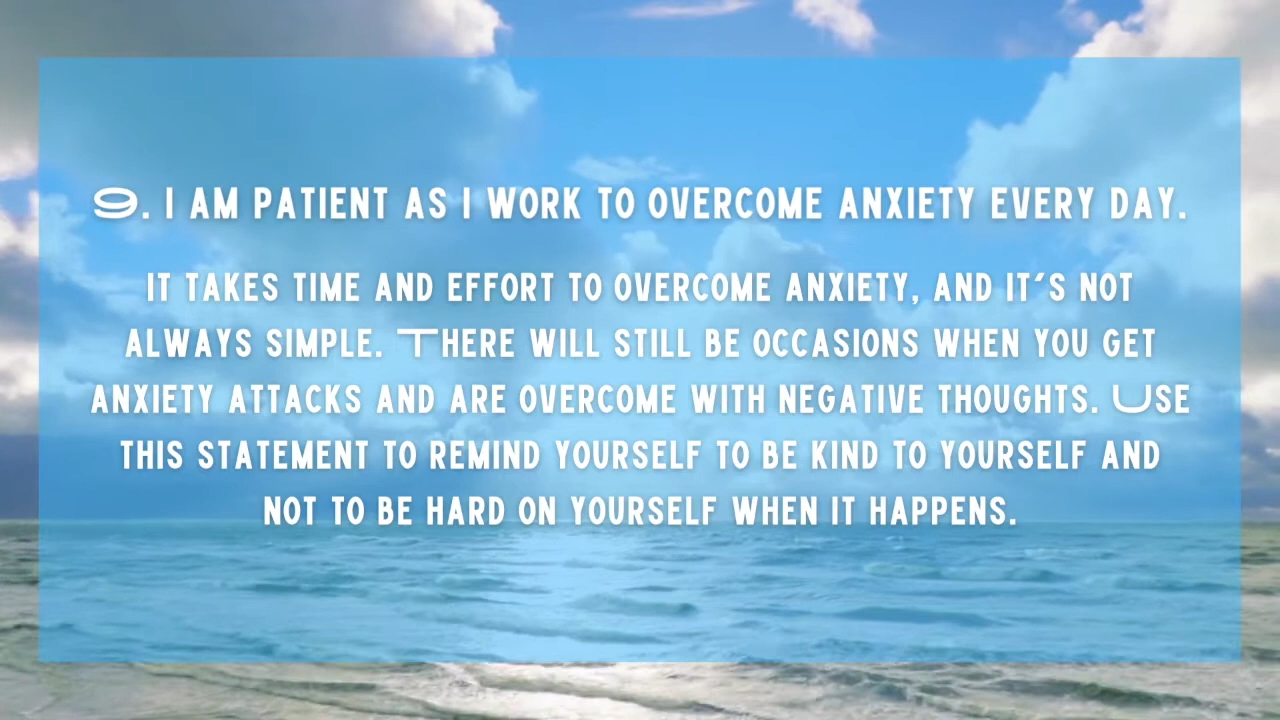 9. I AM PATIENT AS I WORK TO OVERCOME ANXIETY EVERY DAY.
IT TAKES TIME AND EFFORT TO OVERCOME ANXIETY, AND IT'S NOT
ALWAYS SIMPLE. THERE WILL STILL BE OCCASIONS WHEN YOU GET
ANXIETY ATTACKS AND ARE OVERCOME WITH NEGATIVE THOUGHTS. USE
THIS STATEMENT TO REMIND YOURSELF TO BE KIND TO YOURSELF AND
NOT TO BE HARD ON YOURSELF WHEN IT HAPPENS.